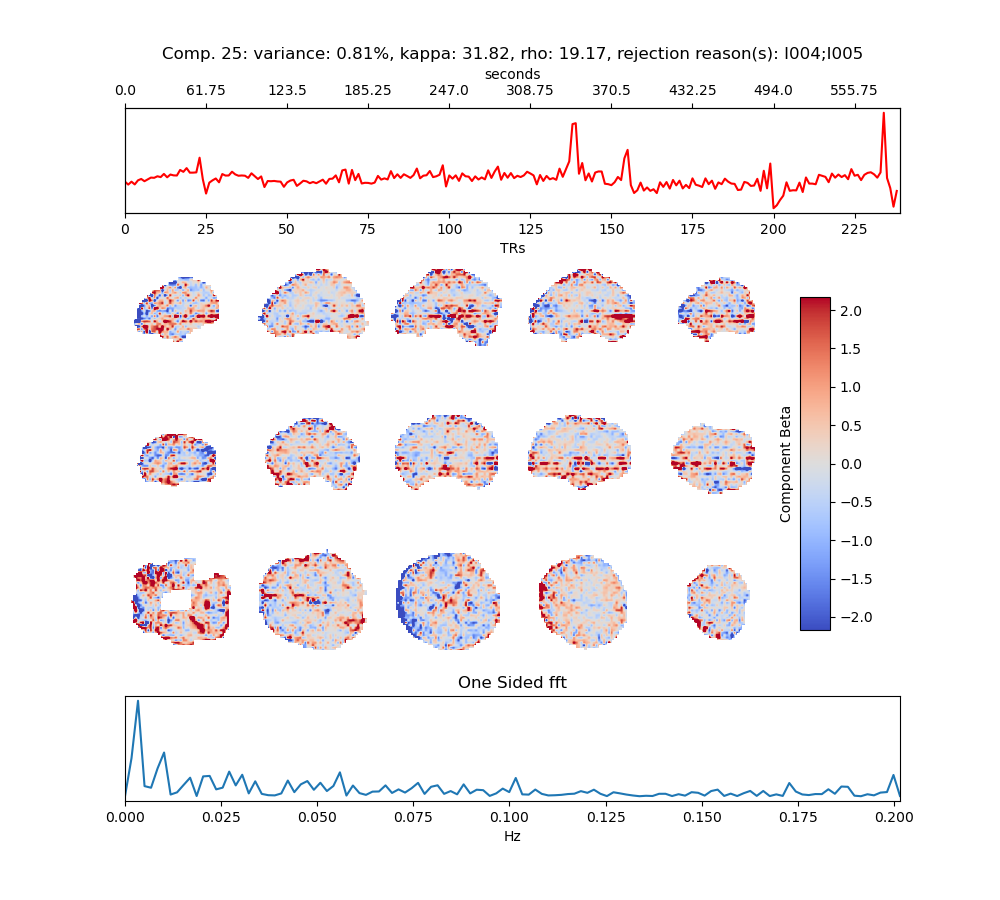 Comp. 25: variance: 0.81%, kappa: 31.82, rho: 19.17, rejection reason(s): I004;I005
seconds
0.0 61.75 123.5 185.25 247.0 308.75 370.5 432.25 494.0 555.75
0 25 50 75 100 125 150 175 200 225
TRs
2.0
1.5
1.0
0.5
0.0
−0.5
−1.0
−1.5
−2.0
Component Beta
One Sided fft
0.000 0.025 0.050 0.075 0.100 0.125 0.150 0.175 0.200
Hz